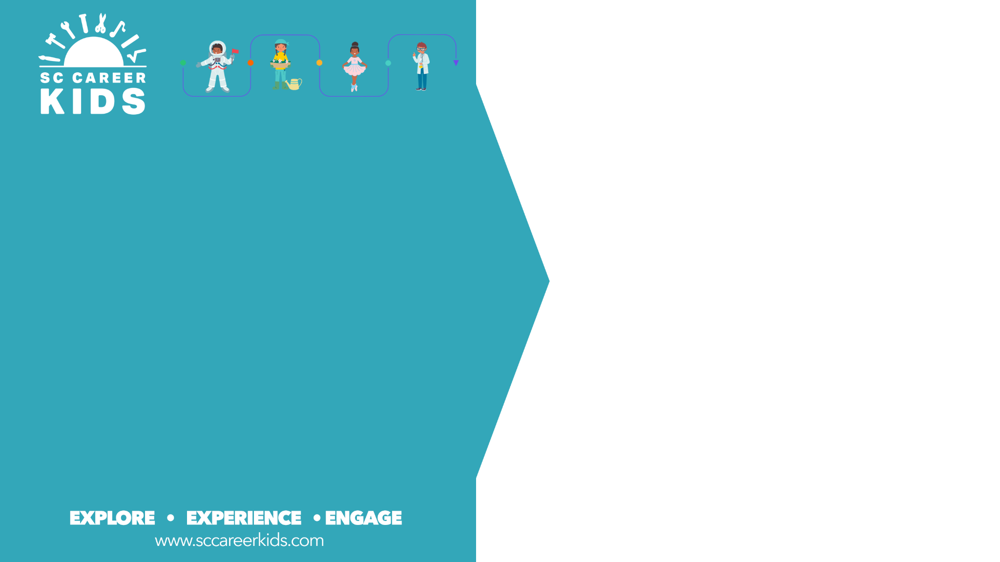 SC CAREER
KIDS
EXPLORE • EXPERIENCE • ENGAGE
www.sccareerkids.com